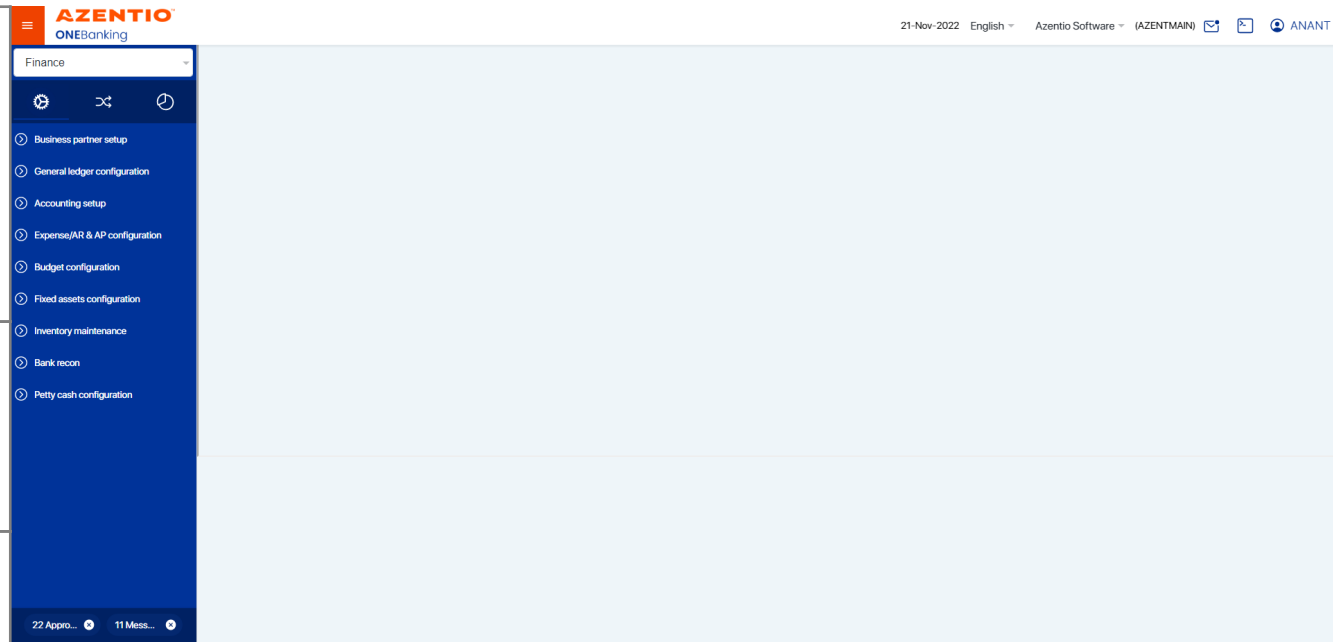 AZENTIO™
ONEBanking
21-Nov-2022 English Azentio Software (AZENTMAIN) ANANT
Finance
Business partner setup
General ledger configuration
Accounting setup
Expense/AR & AP configuration
Budget configuration
Fixed assets configuration
Inventory maintenance
Bank recon
Petty cash configuration
22 Appro... 11 Mess...